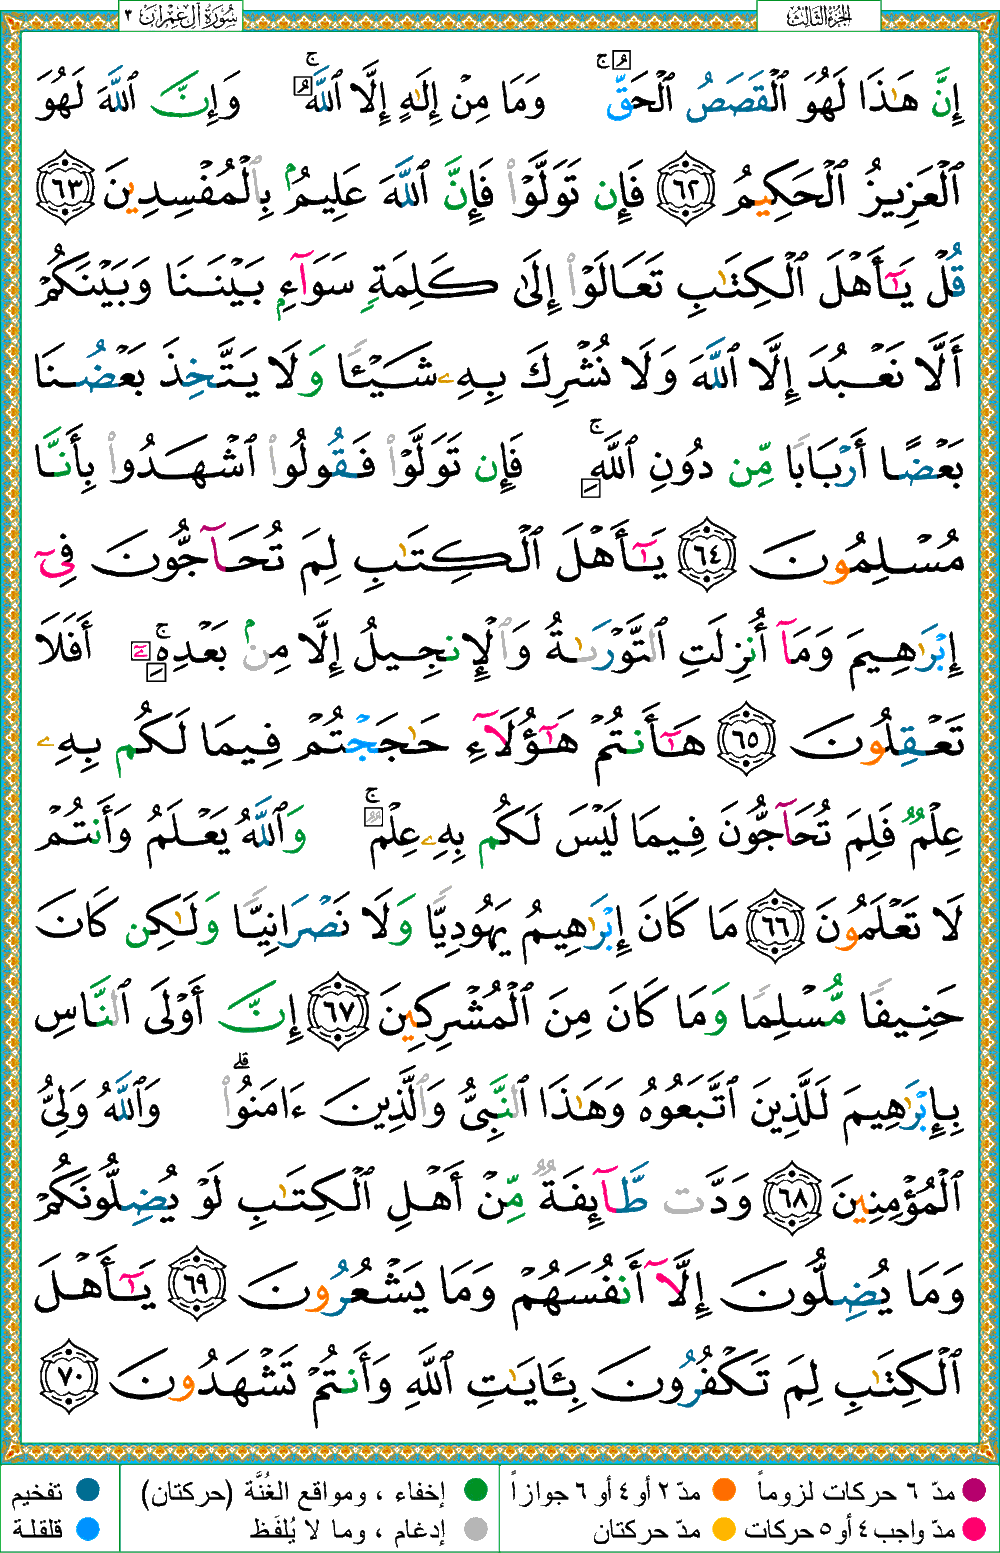 سُورَةُ آلِ عِمْرَان ٣
الجُزْءُ الثَّالِثُ
إِنَّ هَٰذَا لَهُوَ ٱلْقَصَصُ ٱلْحَقُّ ۚ وَمَا مِنْ إِلَٰهٍ إِلَّا ٱللَّهُ ۚ وَإِنَّ ٱللَّهَ لَهُوَ
ٱلْعَزِيزُ ٱلْحَكِيمُ ٦٢ فَإِن تَوَلَّوْا۟ فَإِنَّ ٱللَّهَ عَلِيمٌۢ بِٱلْمُفْسِدِينَ ٦٣
قُلْ يَٰٓأَهْلَ ٱلْكِتَٰبِ تَعَالَوْا۟ إِلَىٰ كَلِمَةٍ سَوَآءٍۭ بَيْنَنَا وَبَيْنَكُمْ
أَلَّا نَعْبُدَ إِلَّا ٱللَّهَ وَلَا نُشْرِكَ بِهِۦ شَيْـًٔا وَلَا يَتَّخِذَ بَعْضُنَا
بَعْضًا أَرْبَابًا مِّن دُونِ ٱللَّهِ ۚ فَإِن تَوَلَّوْا۟ فَقُولُوا۟ ٱشْهَدُوا۟ بِأَنَّا
مُسْلِمُونَ ٦٤ يَٰٓأَهْلَ ٱلْكِتَٰبِ لِمَ تُحَآجُّونَ فِىٓ
إِبْرَٰهِيمَ وَمَآ أُنزِلَتِ ٱلتَّوْرَىٰةُ وَٱلْإِنجِيلُ إِلَّا مِنۢ بَعْدِهِۦٓ ۚ أَفَلَا
تَعْقِلُونَ ٦٥ هَٰٓأَنتُمْ هَٰٓؤُلَآءِ حَٰجَجْتُمْ فِيمَا لَكُم بِهِۦ
عِلْمٌ فَلِمَ تُحَآجُّونَ فِيمَا لَيْسَ لَكُم بِهِۦ عِلْمٌ ۚ وَٱللَّهُ يَعْلَمُ وَأَنتُمْ
لَا تَعْلَمُونَ ٦٦ مَا كَانَ إِبْرَٰهِيمُ يَهُودِيًّا وَلَا نَصْرَانِيًّا وَلَٰكِن كَانَ
حَنِيفًا مُّسْلِمًا وَمَا كَانَ مِنَ ٱلْمُشْرِكِينَ ٦٧ إِنَّ أَوْلَى ٱلنَّاسِ
بِإِبْرَٰهِيمَ لَلَّذِينَ ٱتَّبَعُوهُ وَهَٰذَا ٱلنَّبِىُّ وَٱلَّذِينَ ءَامَنُوا۟ ۗ وَٱللَّهُ وَلِىُّ
ٱلْمُؤْمِنِينَ ٦٨ وَدَّت طَّآئِفَةٌ مِّنْ أَهْلِ ٱلْكِتَٰبِ لَوْ يُضِلُّونَكُمْ
وَمَا يُضِلُّونَ إِلَّآ أَنفُسَهُمْ وَمَا يَشْعُرُونَ ٦٩ يَٰٓأَهْلَ
ٱلْكِتَٰبِ لِمَ تَكْفُرُونَ بِـَٔايَٰتِ ٱللَّهِ وَأَنتُمْ تَشْهَدُونَ ٧٠
مدّ ٦ حركات لزوماً
مدّ ٢ أو ٤ أو ٦ جوازاً
إخفاء ، ومواقع الغُنَّة (حركتان)
تفخيم
مدّ واجب ٤ أو ٥ حركات
مدّ حركتان
إدغام ، وما لا يُلفَظ
قلقلة